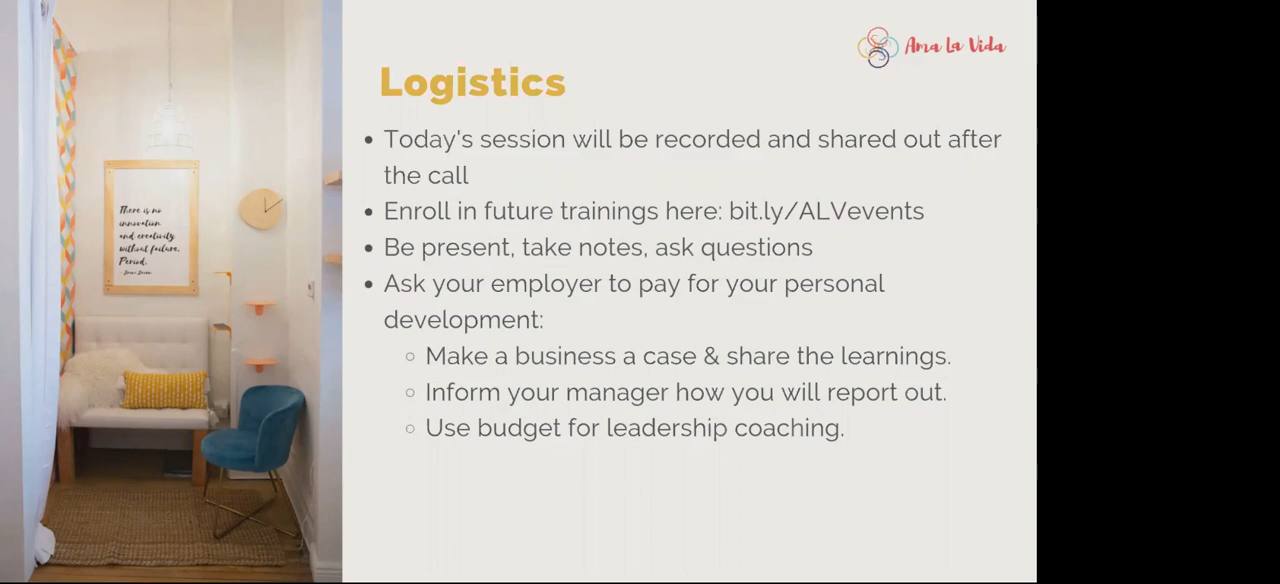 Ama La Vida
Logistics
• Today's session will be recorded and shared out after
the call
• Enroll in future trainings here: bit.ly/ALVevents
• Be present, take notes, ask questions
• Ask your employer to pay for your personal
development:
○ Make a business a case & share the learnings.
○ Inform your manager how you will report out.
○ Use budget for leadership coaching.
There is no
innovation
and creativity
without failure.
Period.